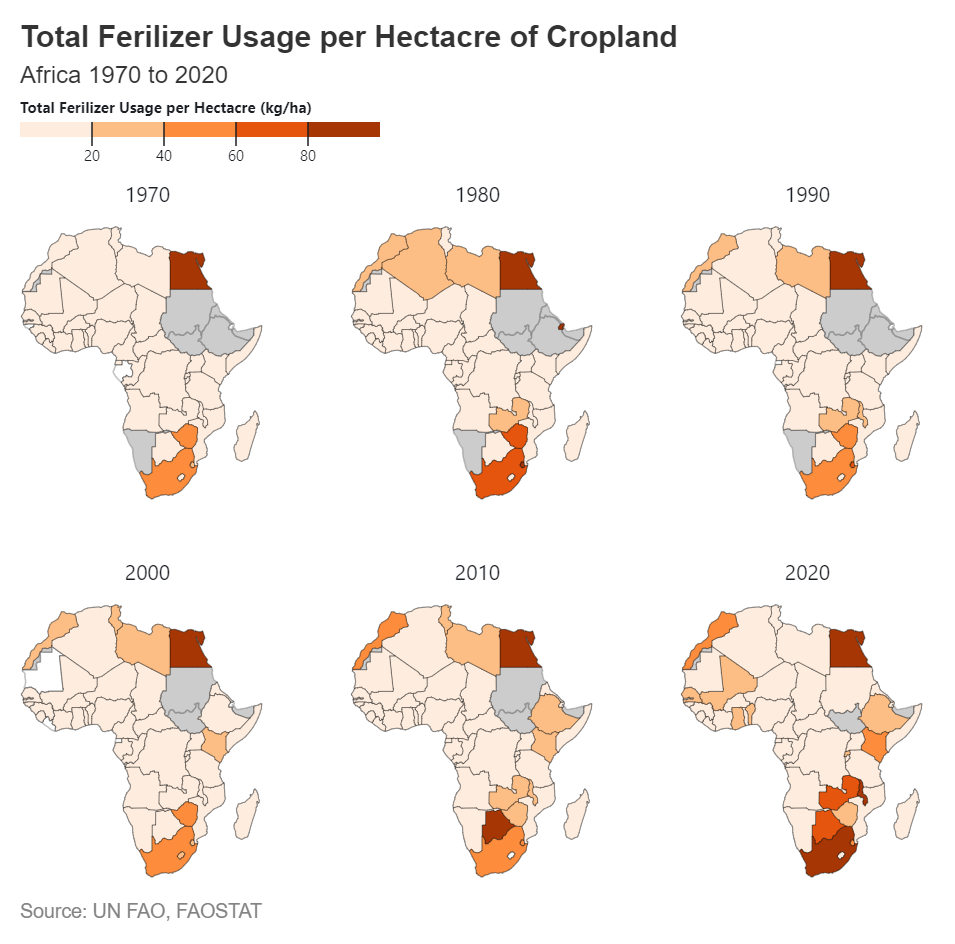 Total Ferilizer Usage per Hectacre of Cropland
Africa 1970 to 2020
Total Ferilizer Usage per Hectacre (kg/ha)
20 40 60 80
1970 1980 1990
2000 2010 2020
Source: UN FAO, FAOSTAT